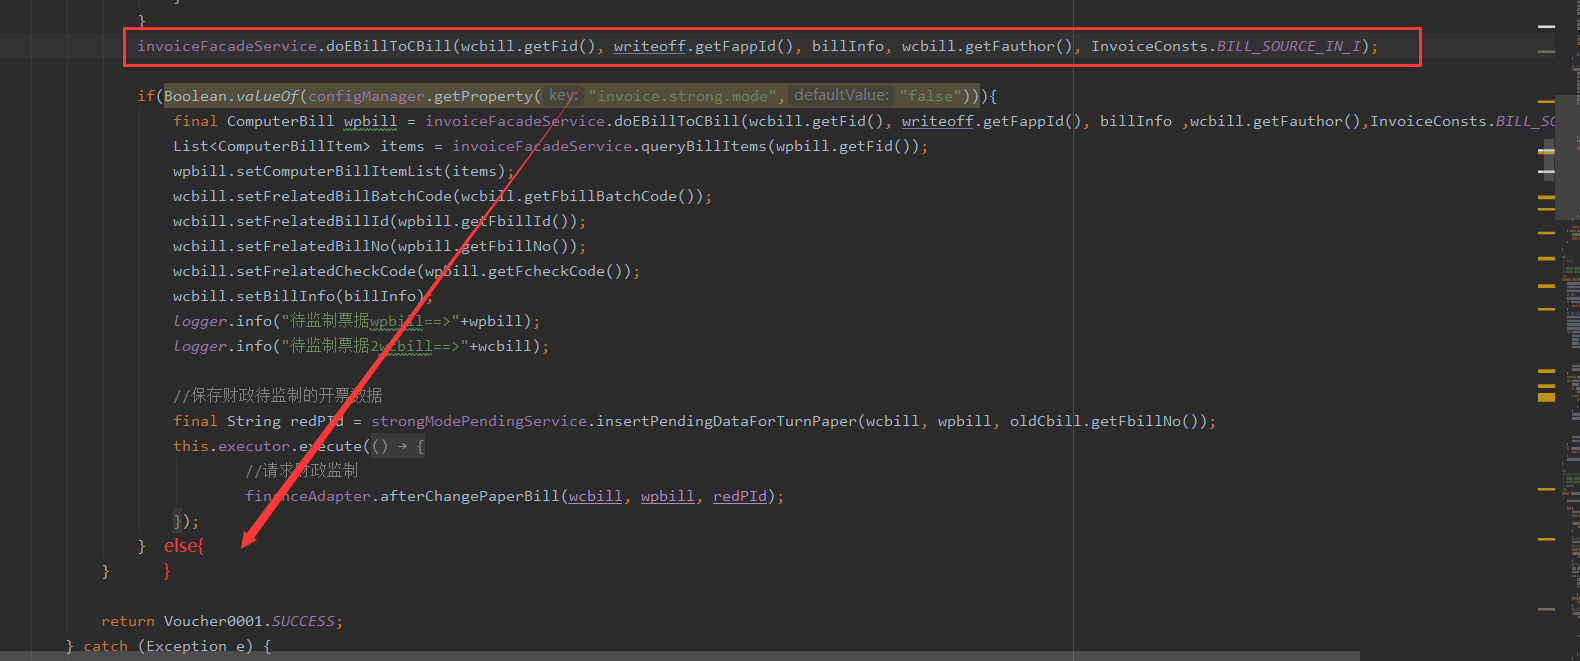 }
invoiceFacadeService.doEBillToCBill(wcbill.getFid(), writeoff.getFappId(), billInfo, wcbill.getFauthor(), InvoiceConsts.BILL_SOURCE_IN_I);
if(Boolean.valueOf(configManager.getProperty( key: "invoice.strong.mode", defaultValue: "false"))){
final ComputerBill wpbill = invoiceFacadeService.doEBillToCBill(wcbill.getFid(), writeoff.getFappId(), billInfo ,wcbill.getFauthor(),InvoiceConsts.BILL_SO
List<ComputerBillItem> items = invoiceFacadeService.queryBillItems(wpbill.getFid());
wpbill.setComputerBillItemList(items);
wcbill.setFrelatedBillBatchCode(wcbill.getFbillBatchCode());
wcbill.setFrelatedBillId(wpbill.getFbillId());
wcbill.setFrelatedBillNo(wpbill.getFbillNo());
wcbill.setFrelatedCheckCode(wpbill.getFcheckCode());
wcbill.setBillInfo(billInfo);
logger.info("待监制票据wpbill==>"+wpbill);
logger.info("待监制票据2wcbill==>"+wcbill);
//保存财政待监制的开票数据
final String redPId = strongModePendingService.insertPendingDataForTurnPaper(wcbill, wpbill, oldCbill.getFbillNo());
this.executor.execute(() → {
//请求财政监制
financeAdapter.afterChangePaperBill(wcbill, wpbill, redPId);
});
} else{
} }
return Voucher0001.SUCCESS;
} catch (Exception e) {